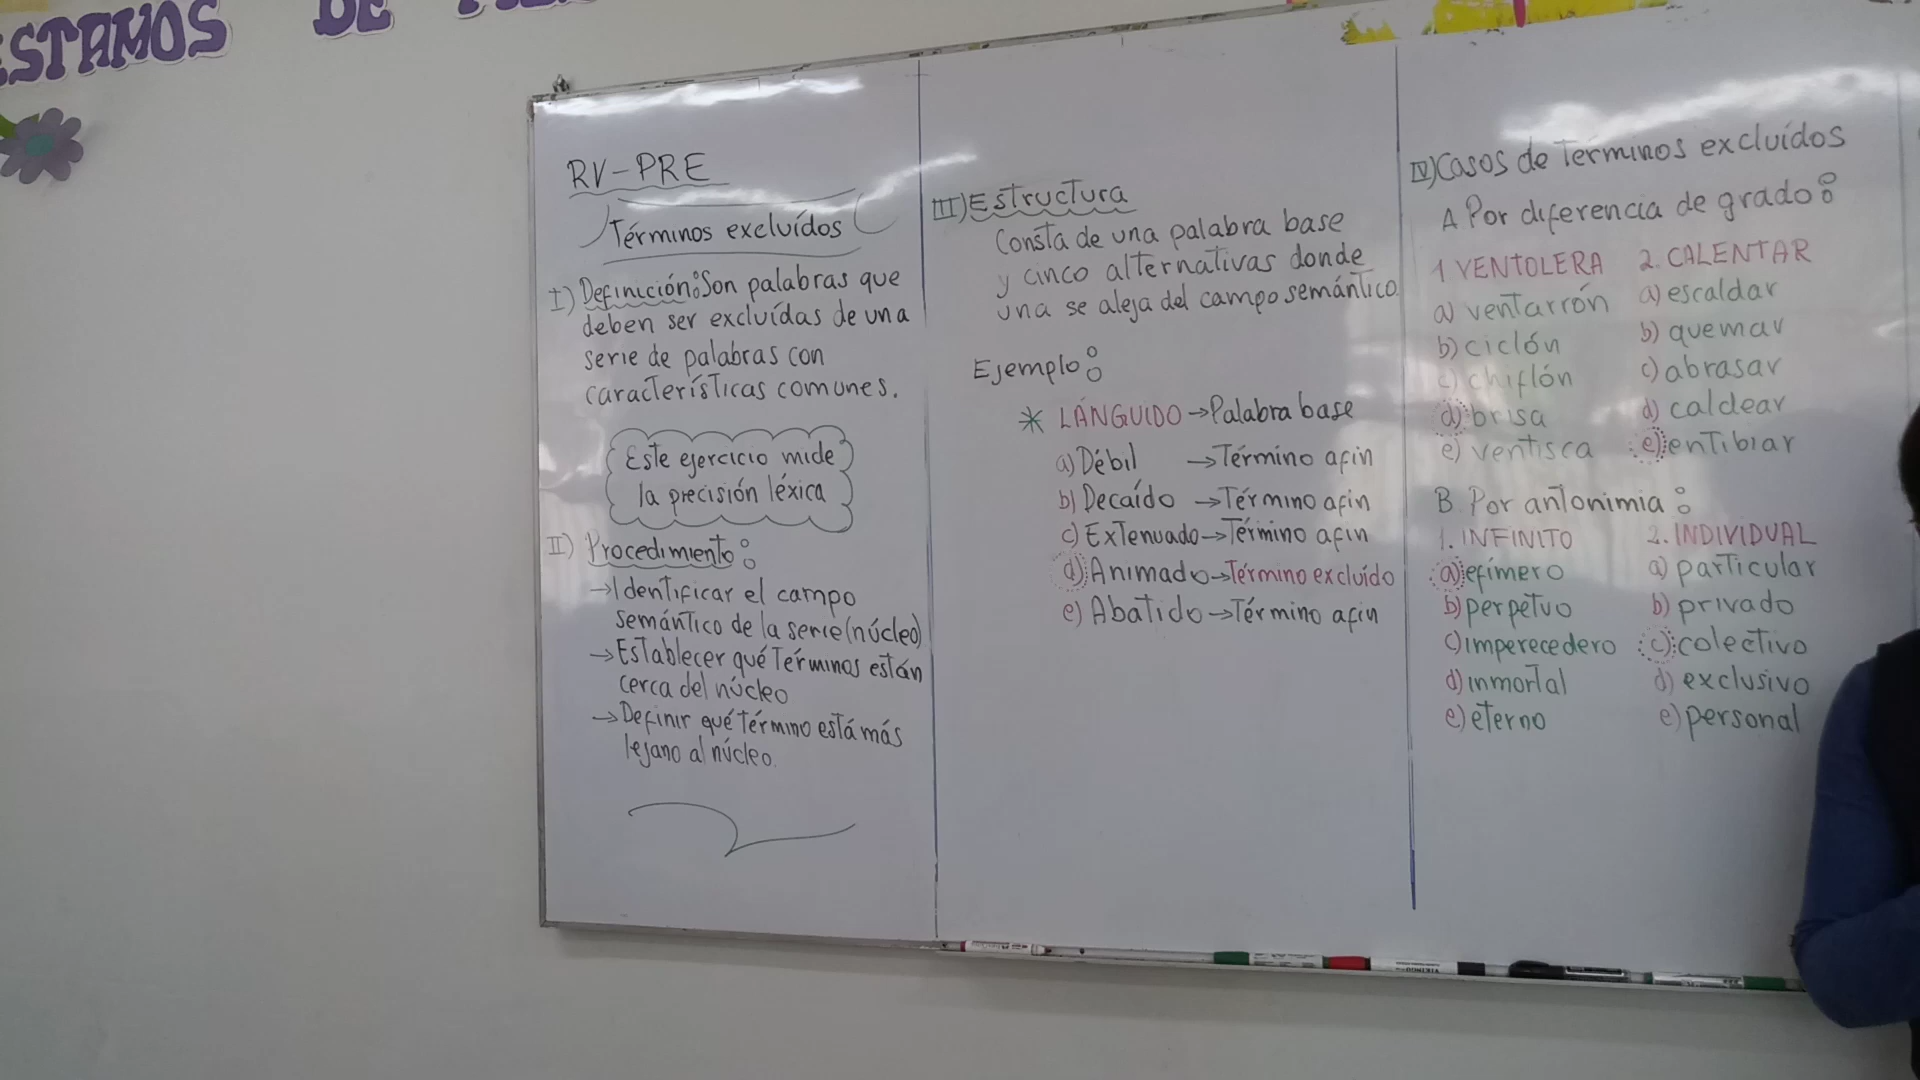 ESTAMOS DE
RV-PRE
Términos excluídos
I) Definición: Son palabras que
deben ser excluídas de una
serie de palabras con
características comunes.
Este ejercicio mide
la precisión léxica
II) Procedimiento:
→Identificar el campo
semántico de la serie (núcleo)
→Establecer qué Términos están
cerca del núcleo
→Definir qué término está más
lejano al núcleo.
III) Estructura
Consta de una palabra base
y cinco alternativas donde
una se aleja del campo semántico.
Ejemplo:
* LÁNGUIDO →Palabra base
a) Débil →Término afin
b) Decaído →Término afin
c) Extenuado→Término afin
d) Animado→Término excluído
e) Abatido→Término afin
IV) Casos de Términos excluídos
A. Por diferencia de grado:
1 VENTOLERA
a) ventarrón
b) ciclón
c) chiflón
d) brisa
e) ventisca
2. CALENTAR
a) escaldar
b) quemar
c) abrasar
d) caldear
e) entibiar
B. Por antonimia:
1. INFINITO
a) efímero
b) perpetuo
c) imperecedero
d) inmortal
e) eterno
2. INDIVIDUAL
a) particular
b) privado
c) colectivo
d) exclusivo
e) personal